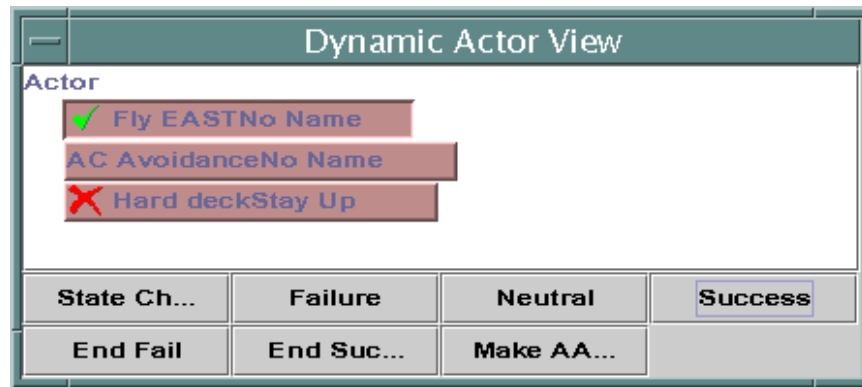 Dynamic Actor View
Actor
Fly EASTNo Name
AC AvoidanceNo Name
Hard deckStay Up
State Ch... Failure Neutral Success
End Fail End Suc... Make AA...